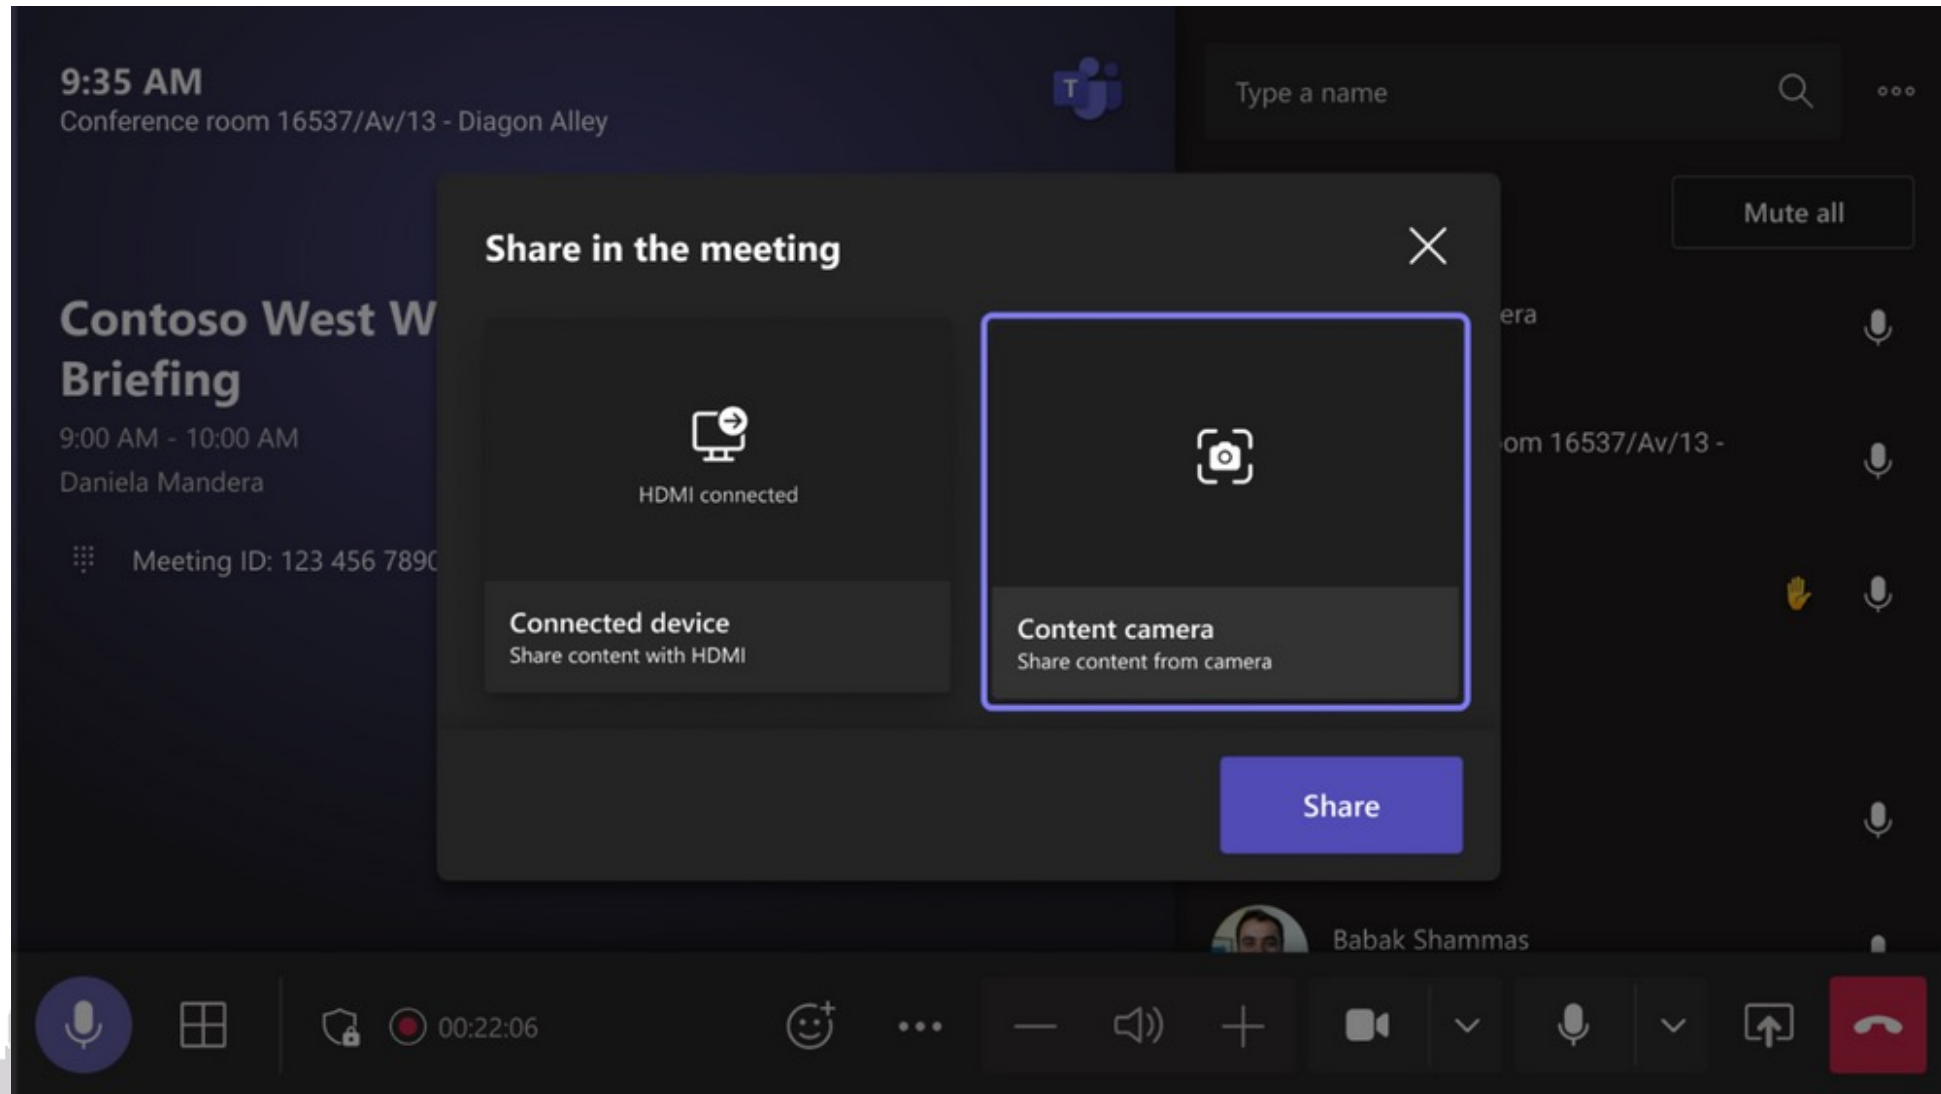 9:35 AM
Conference room 16537/Av/13 - Diagon Alley
T
Type a name
Mute all
Share in the meeting
Contoso West W
Briefing
9:00 AM - 10:00 AM
Daniela Mandera
Meeting ID: 123 456 789
HDMI connected
Connected device
Share content with HDMI
Content camera
Share content from camera
era
om 16537/Av/13 -
Share
Babak Shammas
00:22:06